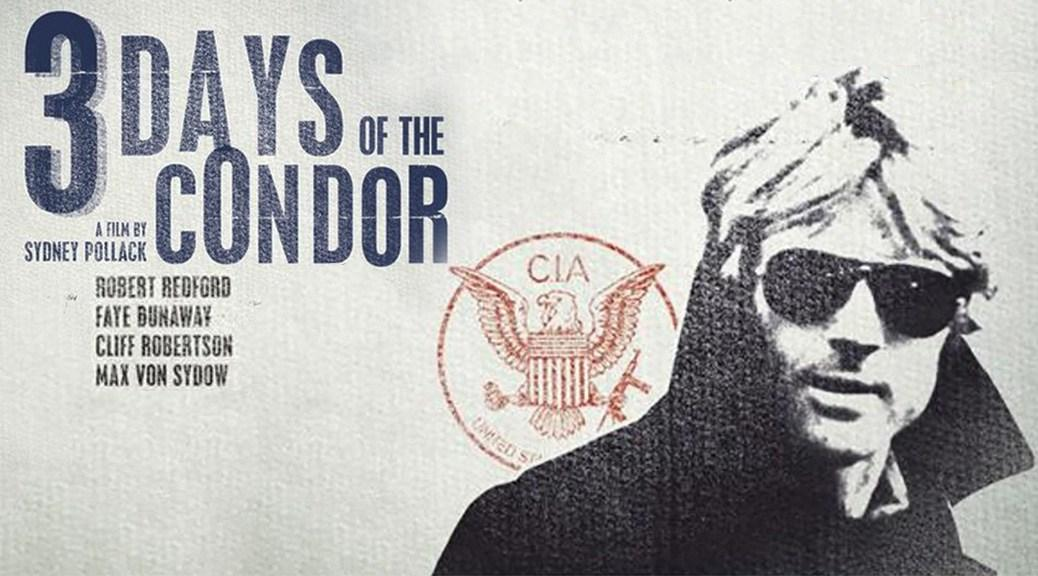 3 DAYS OF THE
CONDOR
A FILM BY
SYDNEY POLLACK
ROBERT REDFORD
FAYE DUNAWAY
CLIFF ROBERTSON
MAX VON SYDOW
CIA
UNITED